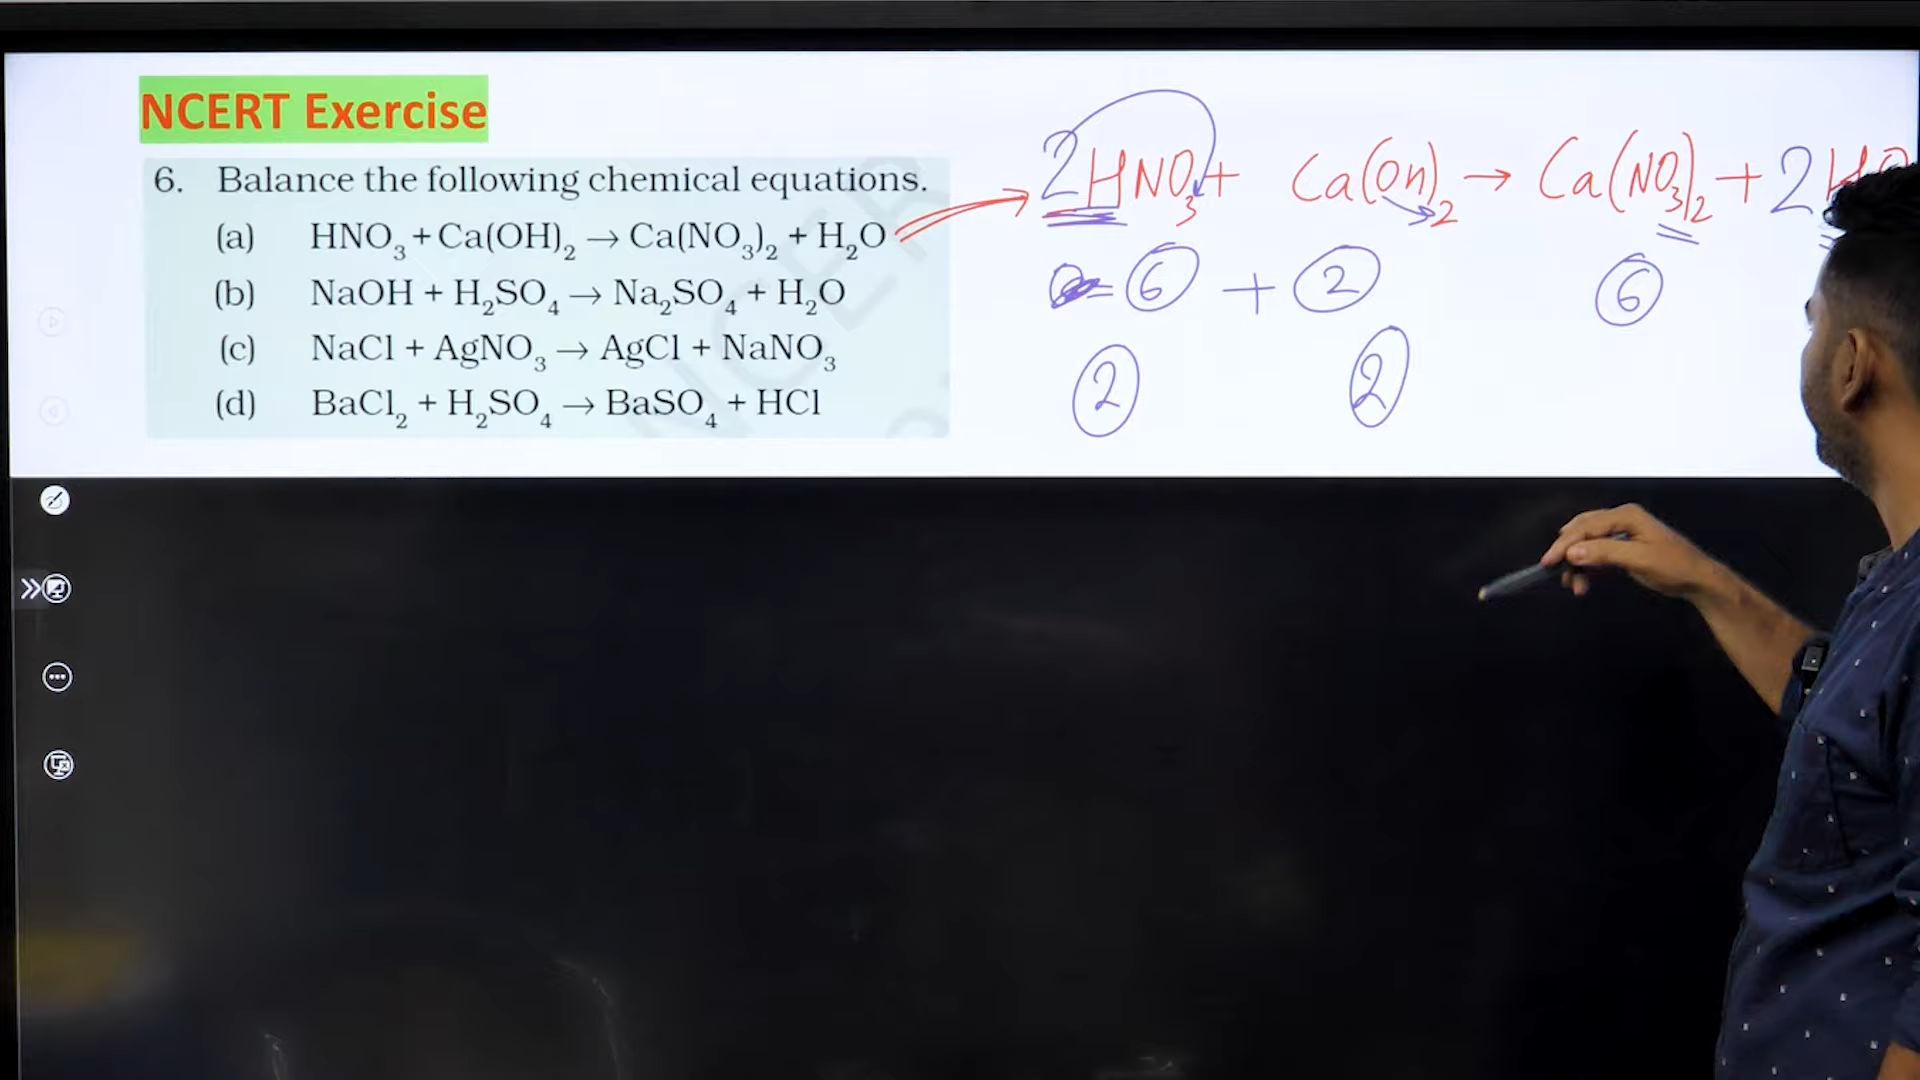 NCERT Exercise
6. Balance the following chemical equations.
(a) HNO₃ + Ca(OH)₂ → Ca(NO₃)₂ + H₂O
(b) NaOH + H₂SO₄ → Na₂SO₄ + H₂O
(c) NaCl + AgNO₃ → AgCl + NaNO₃
(d) BaCl₂ + H₂SO₄ → BaSO₄ + HCl
2HNO₃ + Ca(OH)₂ → Ca(NO₃)₂ + 2H
= 6 + 2 6
2 2
NCER